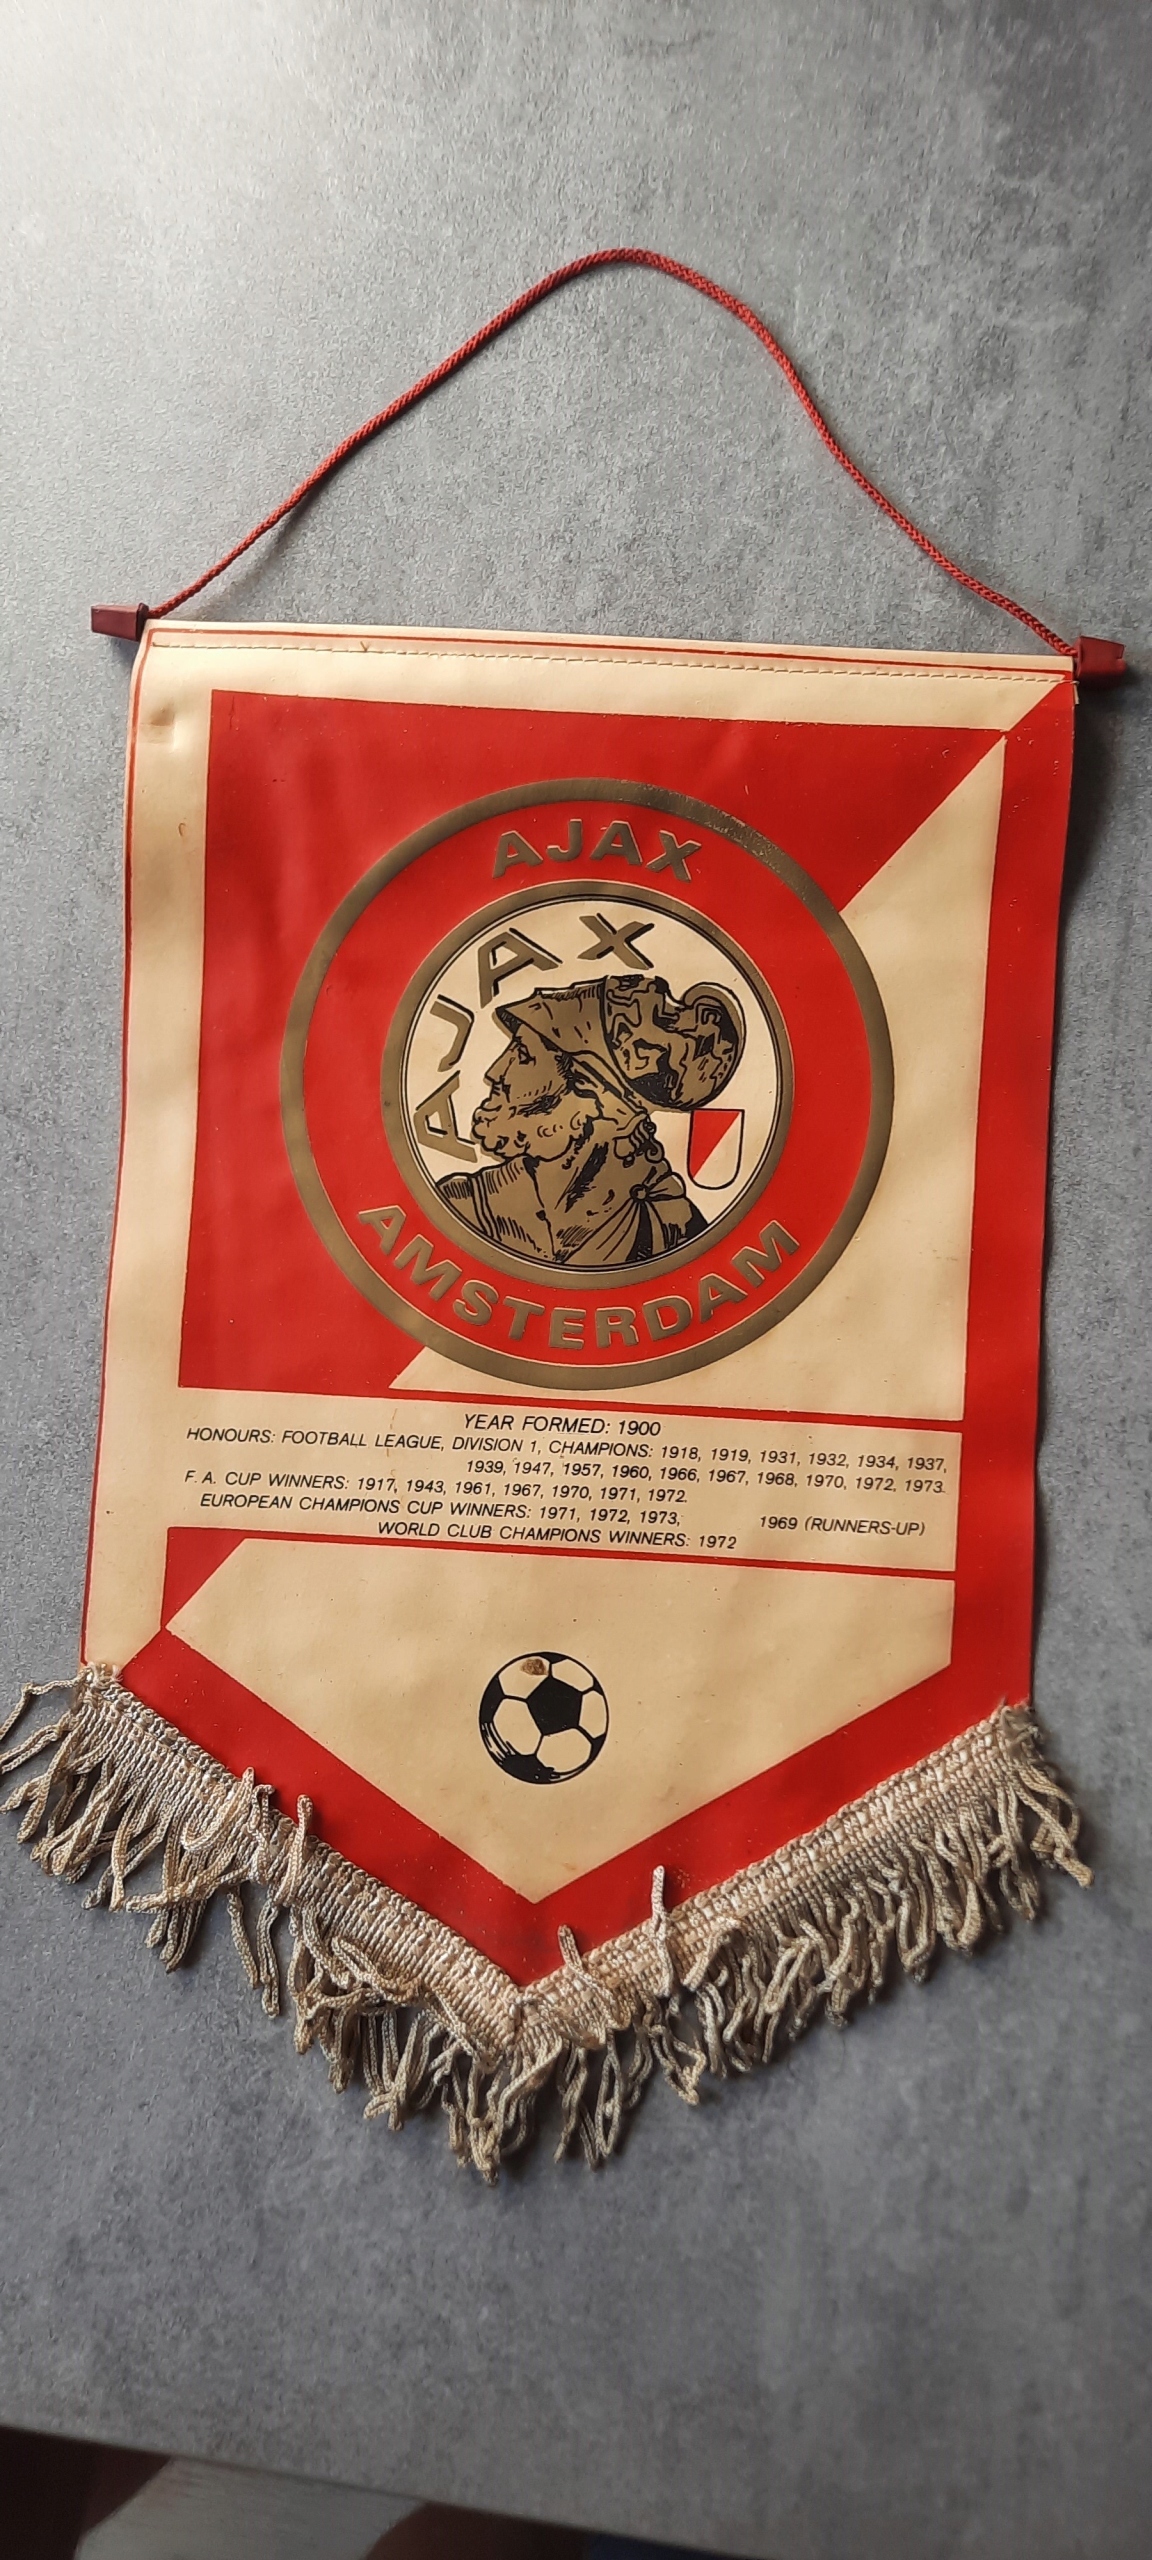 AJAX
AJAX
AMSTERDAM
YEAR FORMED: 1900
HONOURS: FOOTBALL LEAGUE, DIVISION 1, CHAMPIONS: 1918, 1919, 1931, 1932, 1934, 1937,
1939, 1947, 1957, 1960, 1966, 1967, 1968, 1970, 1972, 1973.
F. A. CUP WINNERS: 1917, 1943, 1961, 1967, 1970, 1971, 1972.
EUROPEAN CHAMPIONS CUP WINNERS: 1971, 1972, 1973, 1969 (RUNNERS-UP)
WORLD CLUB CHAMPIONS WINNERS: 1972